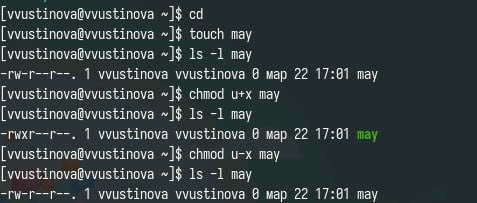 [vvustinova@vvustinova ~]$ cd
[vvustinova@vvustinova ~]$ touch may
[vvustinova@vvustinova ~]$ ls -l may
-rw-r--r--. 1 vvustinova vvustinova 0 мар 22 17:01 may
[vvustinova@vvustinova ~]$ chmod u+x may
[vvustinova@vvustinova ~]$ ls -l may
-rwxr--r--. 1 vvustinova vvustinova 0 мар 22 17:01 may
[vvustinova@vvustinova ~]$ chmod u-x may
[vvustinova@vvustinova ~]$ ls -l may
-rw-r--r--. 1 vvustinova vvustinova 0 мар 22 17:01 may